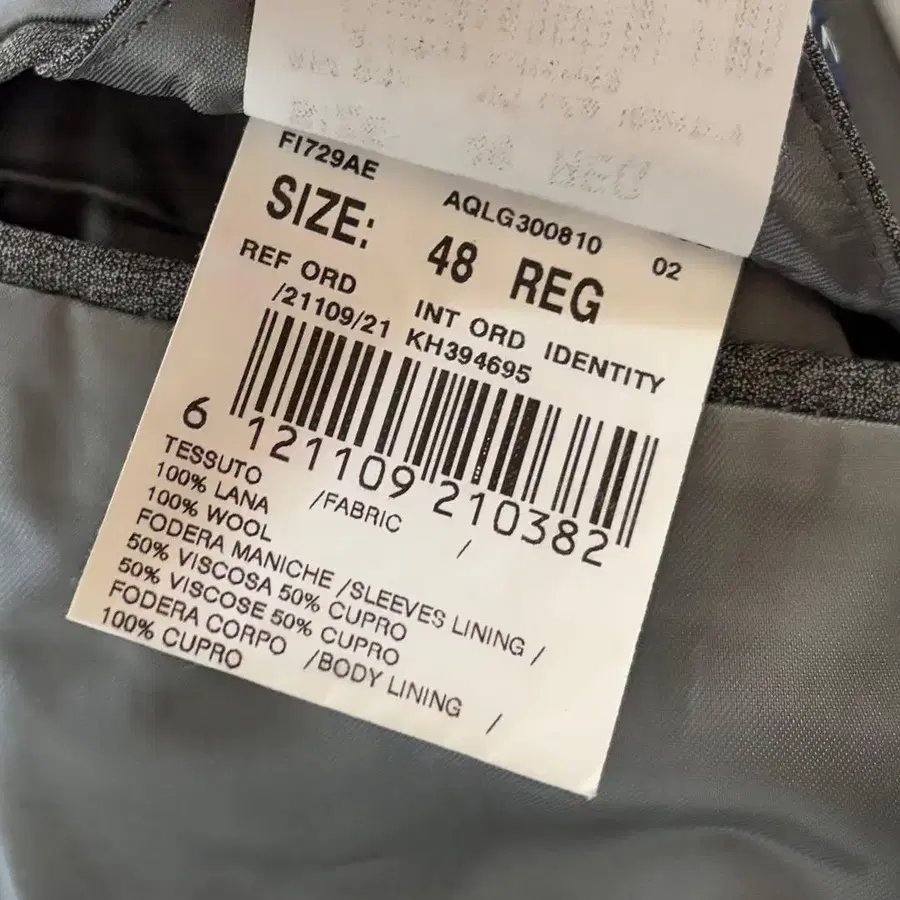 FI729AE AQLG300810 02
SIZE: 48 REG
REF ORD INT ORD IDENTITY
/21109/21 KH394695
6 121109 210382
TESSUTO /FABRIC /
100% LANA
100% WOOL
FODERA MANICHE /SLEEVES LINING /
50% VISCOSA 50% CUPRO
50% VISCOSE 50% CUPRO
FODERA CORPO /BODY LINING /
100% CUPRO